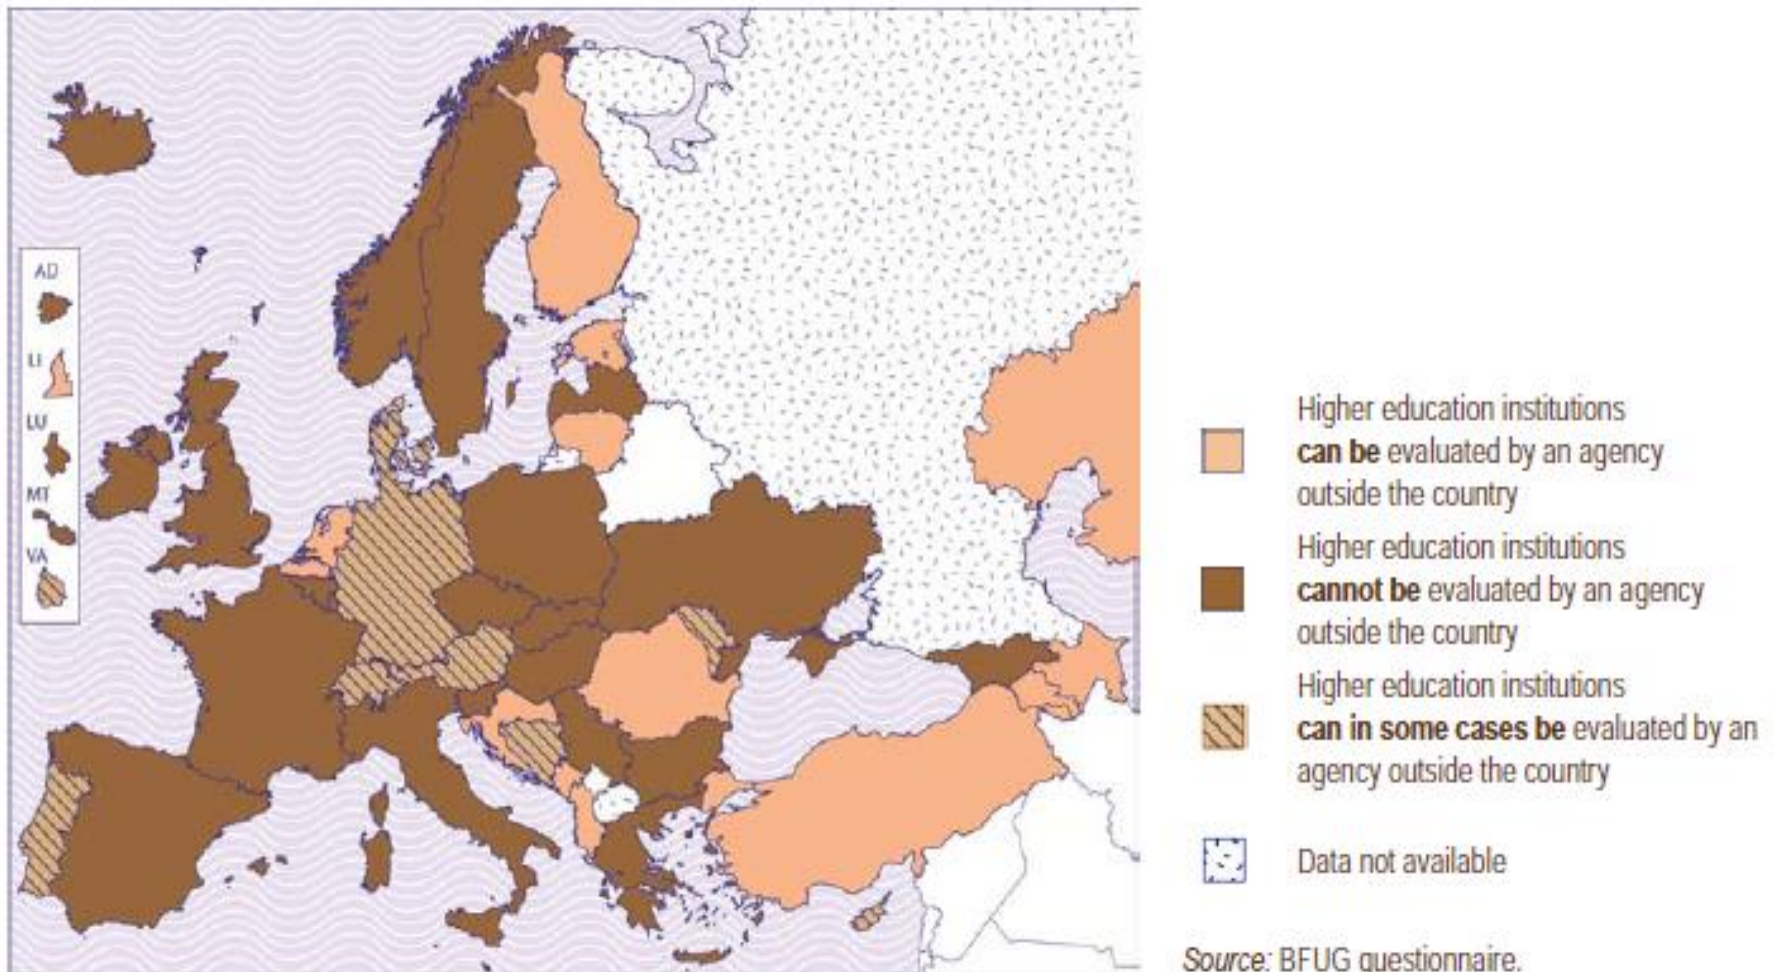 AD
LI
LU
MT
VA
Higher education institutions
can be evaluated by an agency
outside the country
Higher education institutions
cannot be evaluated by an agency
outside the country
Higher education institutions
can in some cases be evaluated by an
agency outside the country
Data not available
Source: BFUG questionnaire.